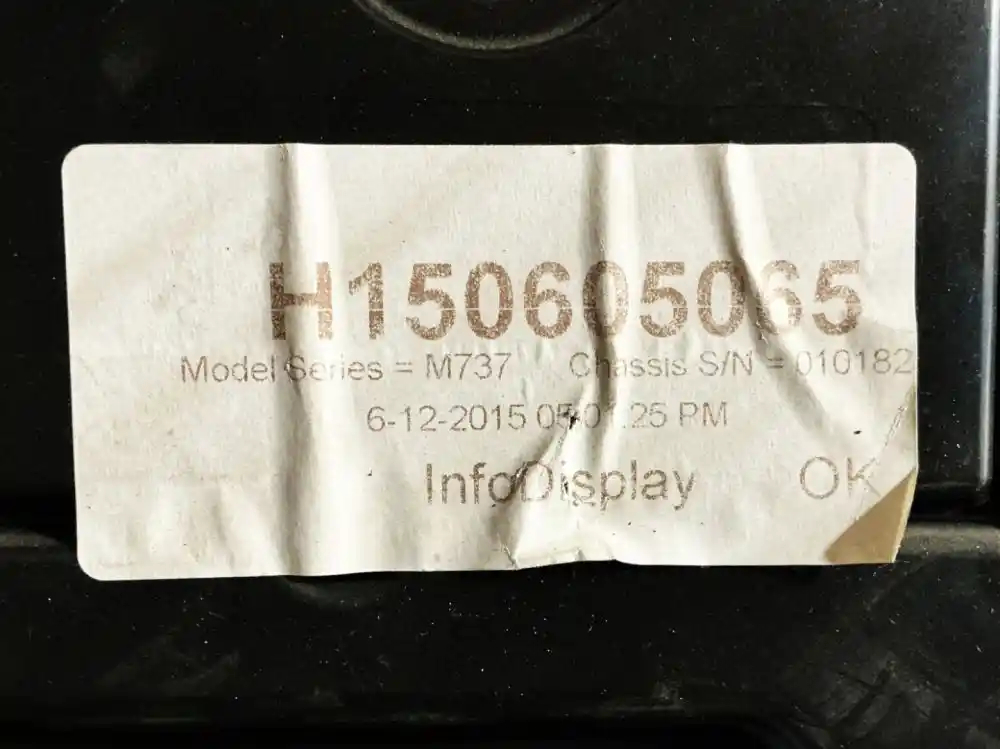 H150605065
Model Series = M737 Chassis S/N = 010182
6-12-2015 05:01:25 PM
InfoDisplay OK